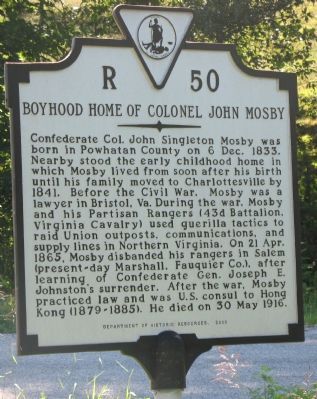 R 50
BOYHOOD HOME OF COLONEL JOHN MOSBY
Confederate Col. John Singleton Mosby was
born in Powhatan County on 6 Dec. 1833.
Nearby stood the early childhood home in
which Mosby lived from soon after his birth
until his family moved to Charlottesville by
1841. Before the Civil War, Mosby was a
lawyer in Bristol, Va. During the war, Mosby
and his Partisan Rangers (43d Battalion,
Virginia Cavalry) used guerilla tactics to
raid Union outposts, communications, and
supply lines in Northern Virginia. On 21 Apr.
1865, Mosby disbanded his rangers in Salem
(present-day Marshall, Fauquier Co.), after
learning of Confederate Gen. Joseph E.
Johnston's surrender. After the war, Mosby
practiced law and was U.S. consul to Hong
Kong (1879-1885). He died on 30 May 1916.
DEPARTMENT OF HISTORIC RESOURCES,